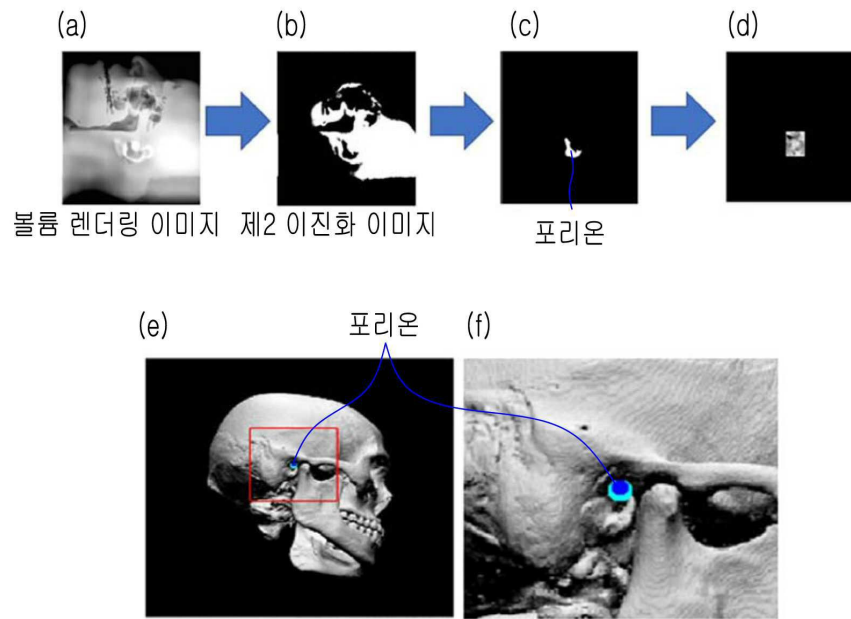 (a) (b) (c) (d)
볼륨 렌더링 이미지 제2 이진화 이미지 포리온
(e) 포리온 (f)